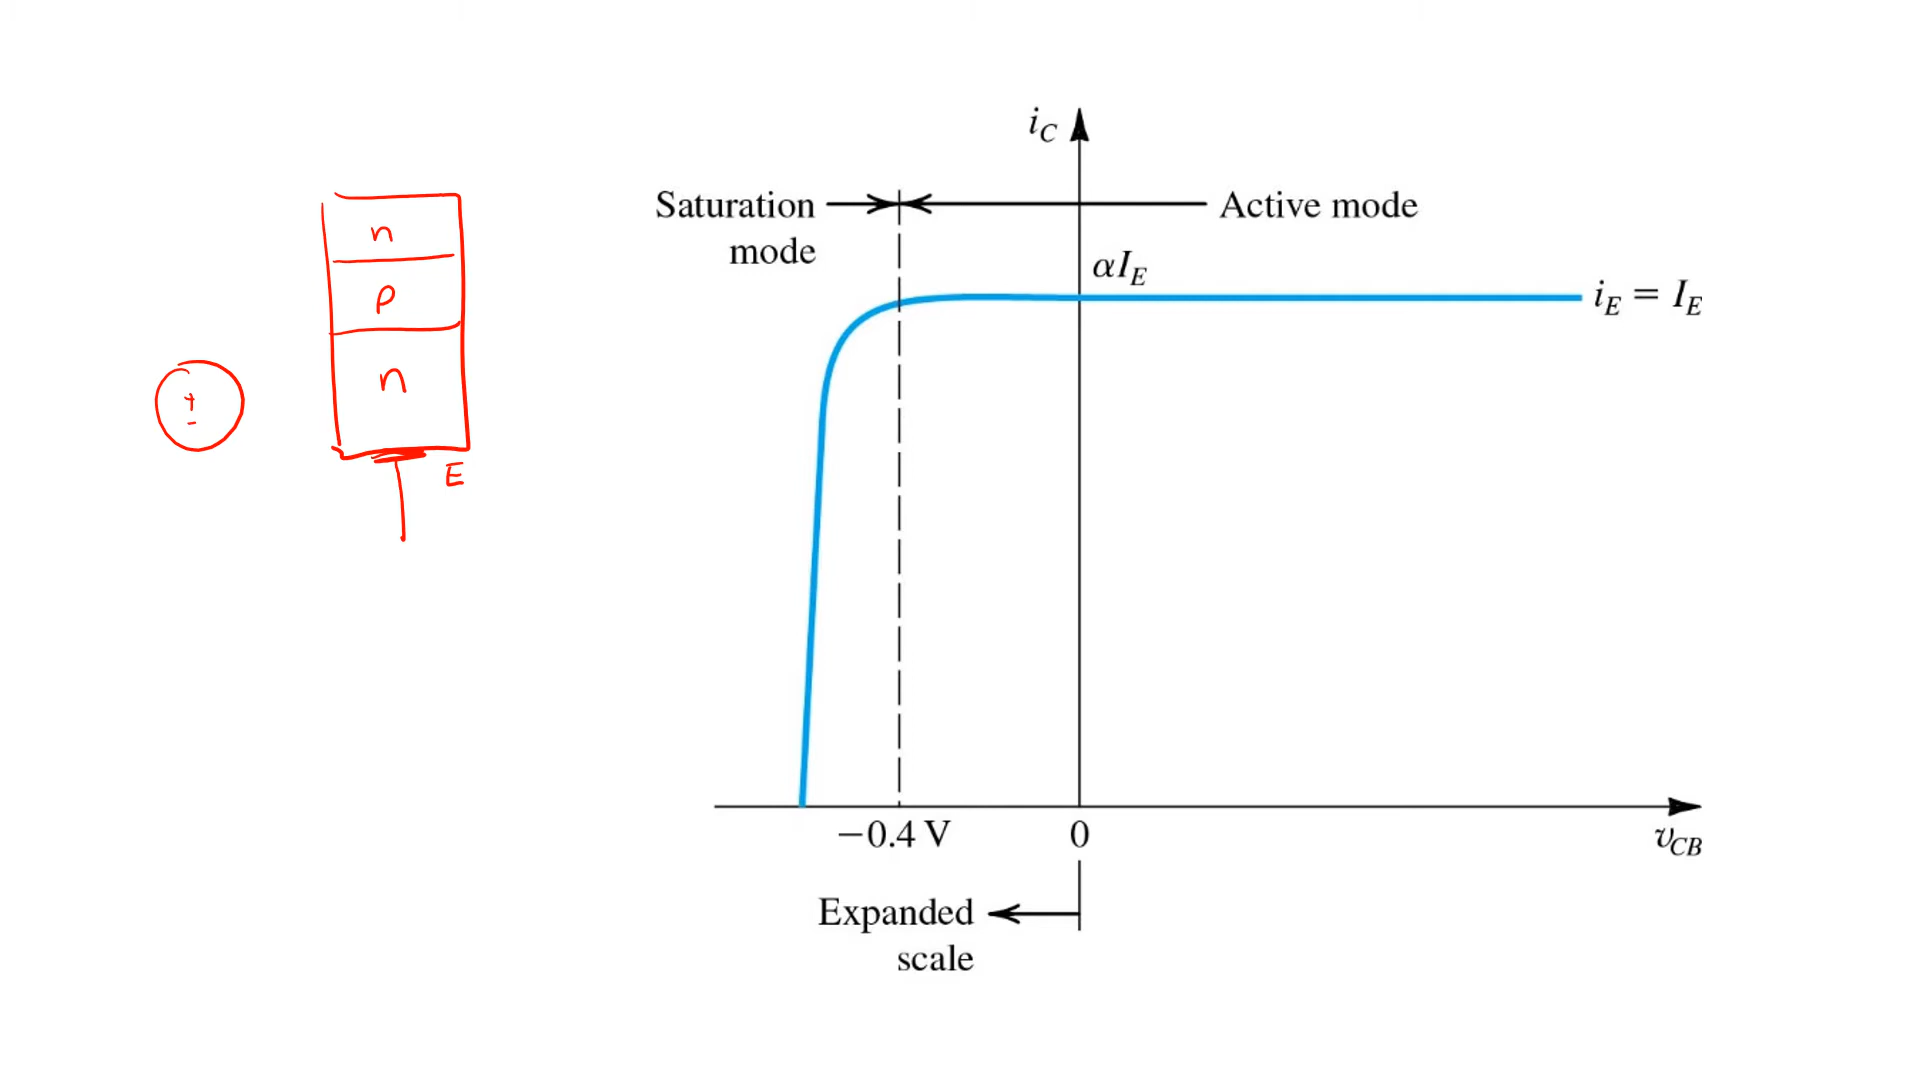 n
p
n
+
-
E
i_C
Saturation
mode
Active mode
αI_E
i_E = I_E
−0.4 V
0
v_CB
Expanded
scale